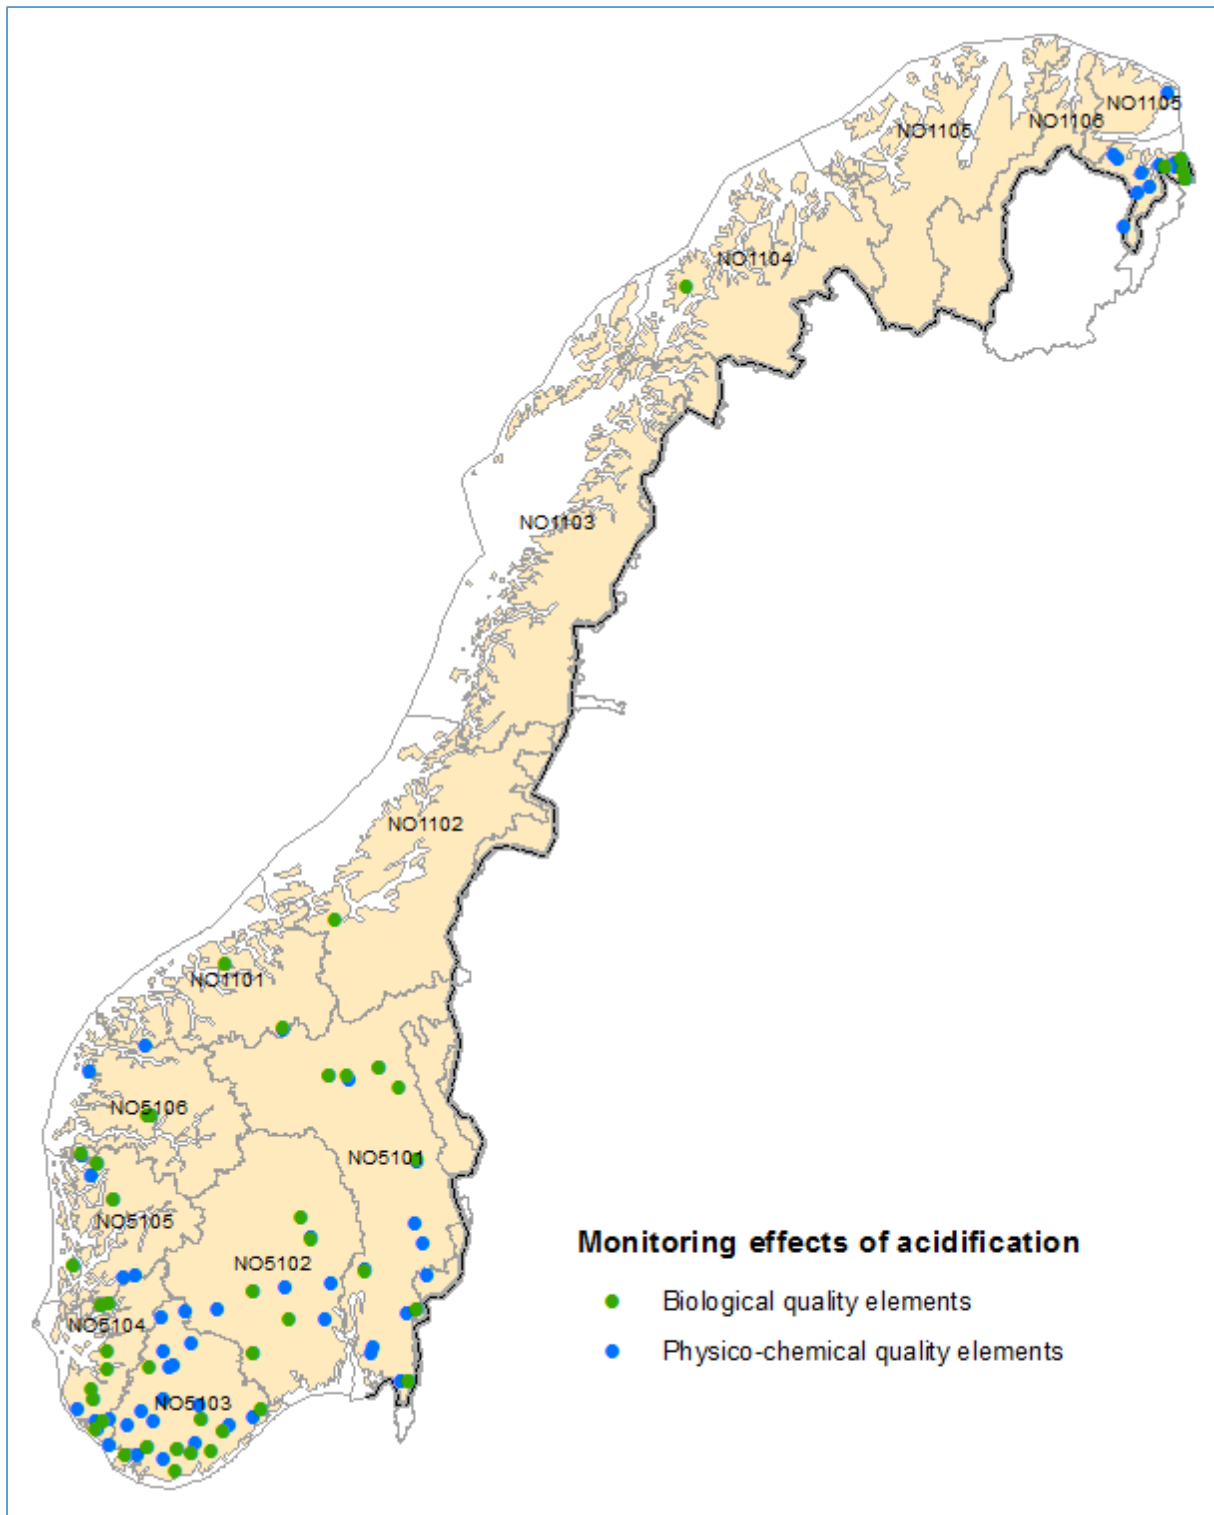 NO1105
NO1106
NO1105
NO1104
NO1103
NO1102
NO1101
NO5106
NO5101
NO5105
NO5102
NO5104
NO5103
Monitoring effects of acidification
Biological quality elements
Physico-chemical quality elements